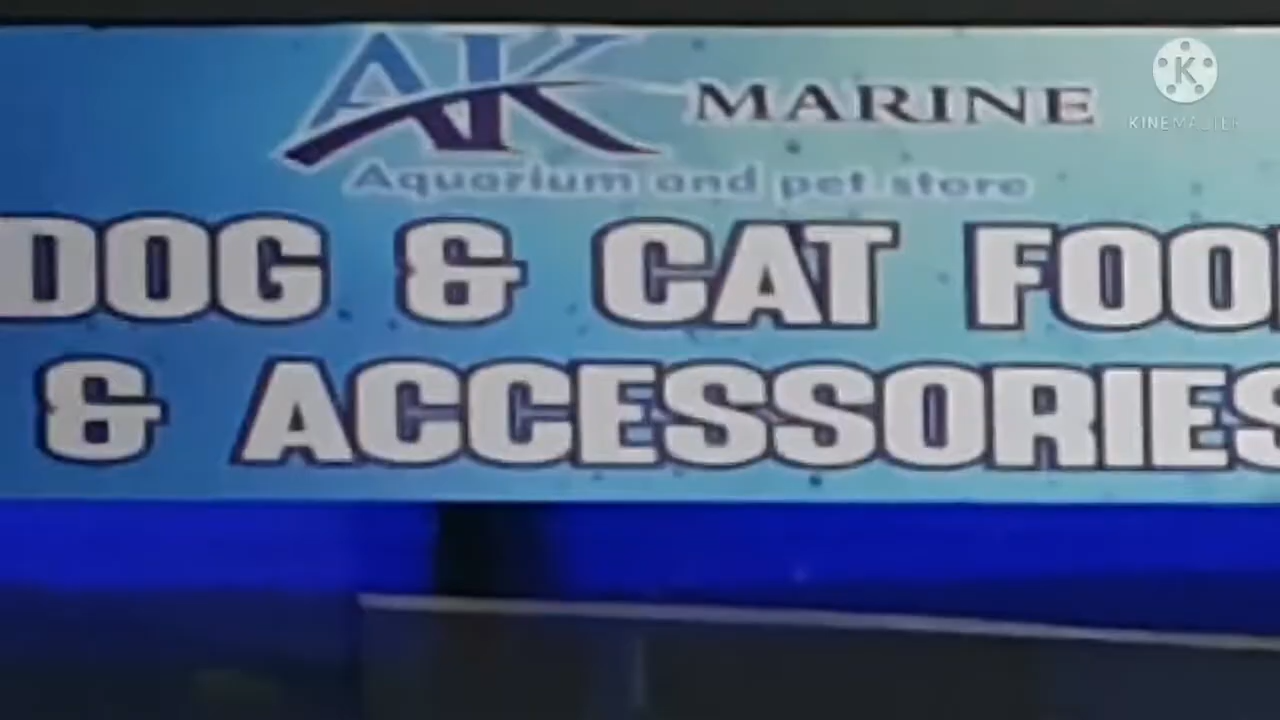 AK MARINE
Aquarium and pet store
DOG & CAT FOO
& ACCESSORIES
KINEMASTER